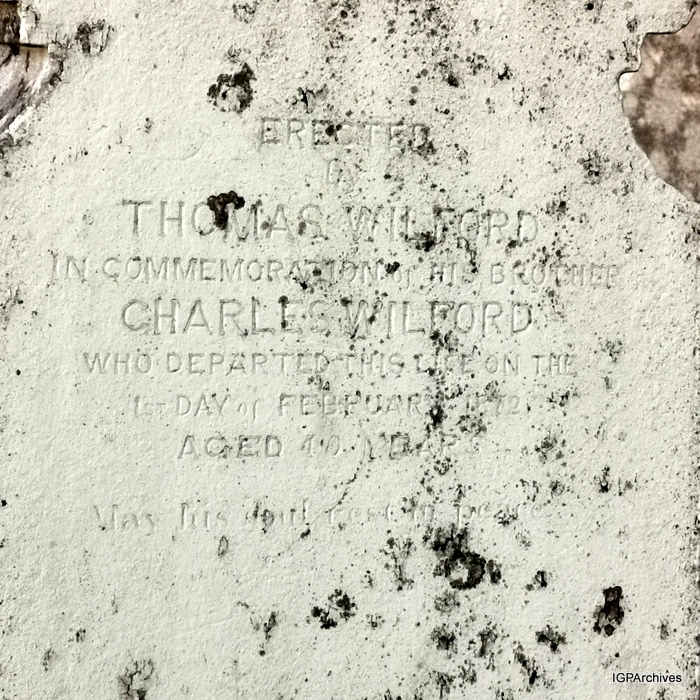 ERECTED
by
THOMAS WILFORD
IN COMMEMORATION of HIS BROTHER
CHARLES WILFORD
WHO DEPARTED THIS LIFE ON THE
1st DAY of FEBRUARY 1872
AGED 40 YEARS
May his soul rest in peace
IGPArchives